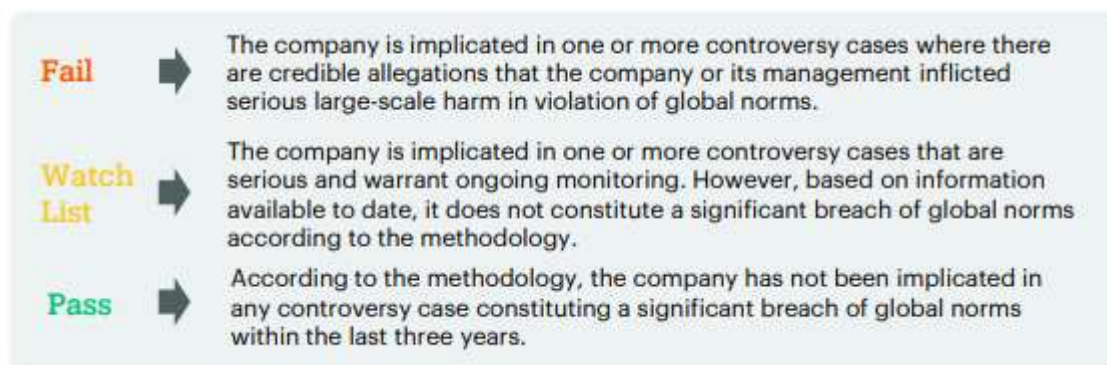 Fail
The company is implicated in one or more controversy cases where there
are credible allegations that the company or its management inflicted
serious large-scale harm in violation of global norms.
Watch
List
The company is implicated in one or more controversy cases that are
serious and warrant ongoing monitoring. However, based on information
available to date, it does not constitute a significant breach of global norms
according to the methodology.
Pass
According to the methodology, the company has not been implicated in
any controversy case constituting a significant breach of global norms
within the last three years.